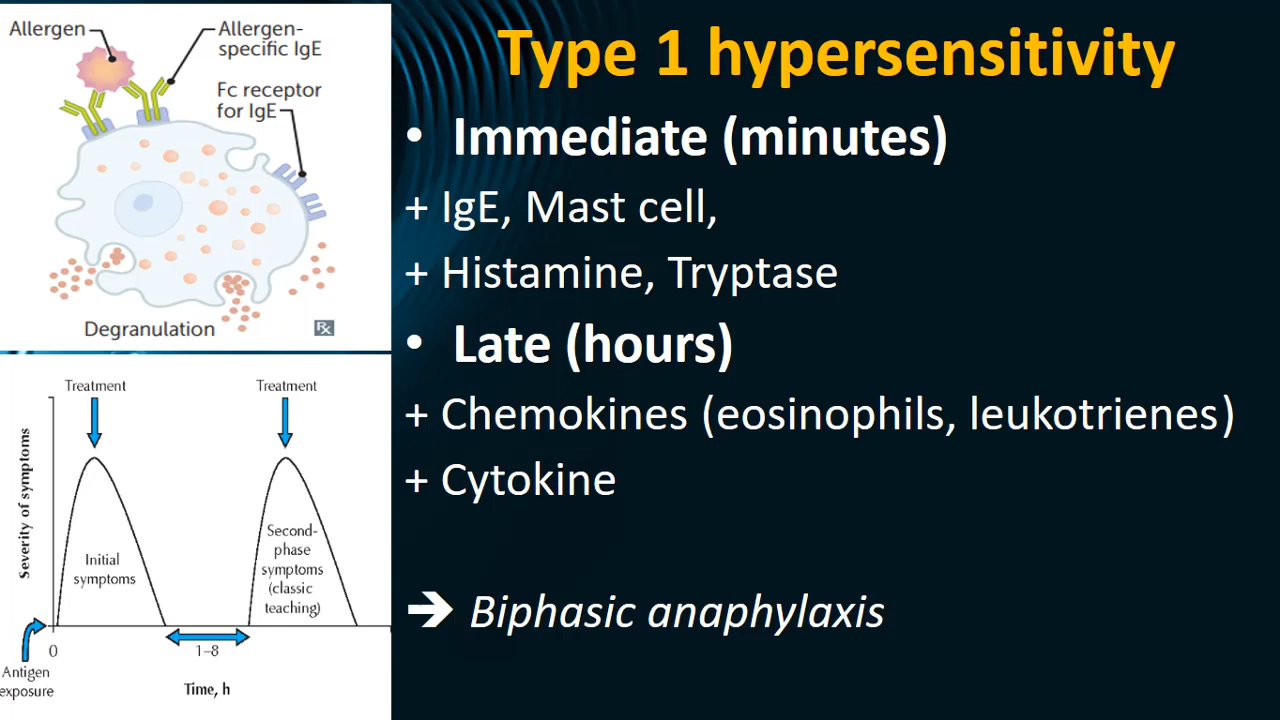 Allergen
Allergen-
specific IgE
Fc receptor
for IgE
Degranulation
Rx
Type 1 hypersensitivity
• Immediate (minutes)
+ IgE, Mast cell,
+ Histamine, Tryptase
• Late (hours)
+ Chemokines (eosinophils, leukotrienes)
+ Cytokine
➔ Biphasic anaphylaxis
Treatment
Treatment
Severity of symptoms
Initial
symptoms
Second-
phase
symptoms
(classic
teaching)
0
1–8
Antigen
exposure
Time, h